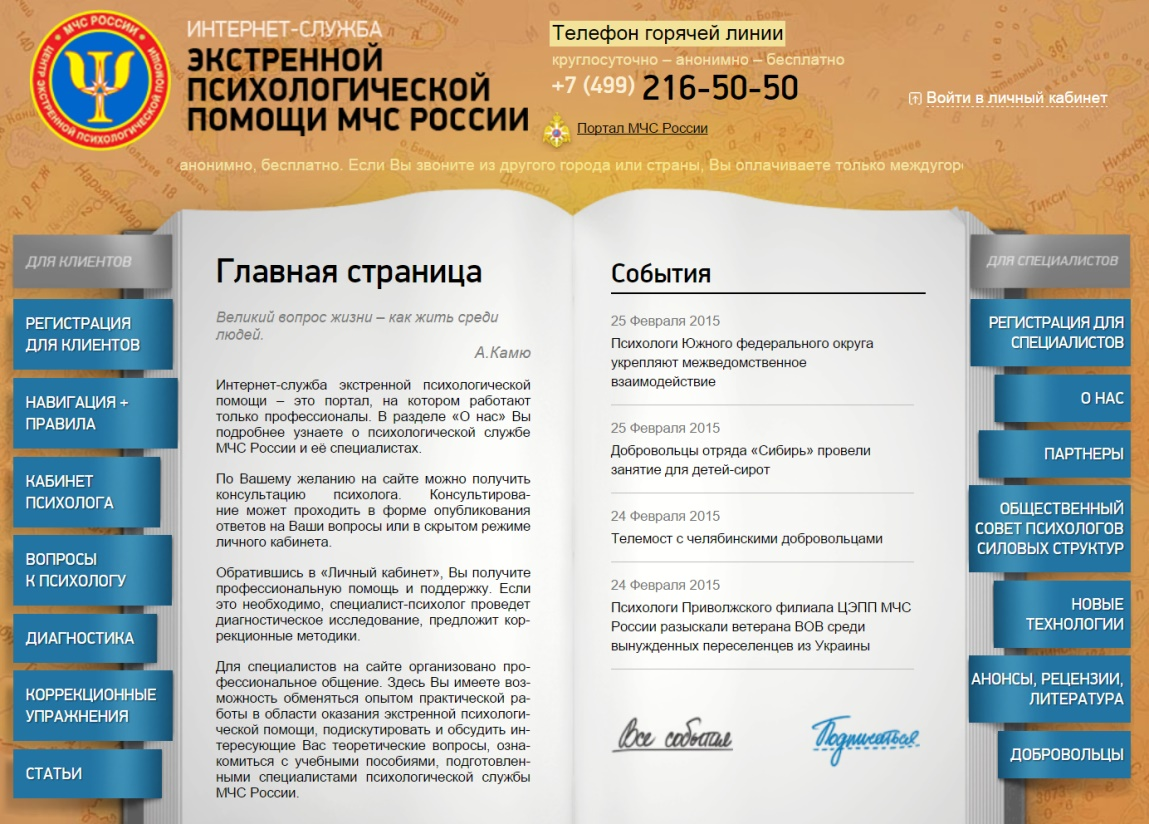 МЧС РОССИИ
ЦЕНТР ЭКСТРЕННОЙ ПСИХОЛОГИЧЕСКОЙ ПОМОЩИ
ИНТЕРНЕТ-СЛУЖБА
ЭКСТРЕННОЙ
ПСИХОЛОГИЧЕСКОЙ
ПОМОЩИ МЧС РОССИИ
Телефон горячей линии
круглосуточно – анонимно – бесплатно
+7 (499) 216-50-50
Портал МЧС России
Войти в личный кабинет
анонимно, бесплатно. Если Вы звоните из другого города или страны, Вы оплачиваете только междугор
ДЛЯ КЛИЕНТОВ
РЕГИСТРАЦИЯ
ДЛЯ КЛИЕНТОВ
НАВИГАЦИЯ +
ПРАВИЛА
КАБИНЕТ
ПСИХОЛОГА
ВОПРОСЫ
К ПСИХОЛОГУ
ДИАГНОСТИКА
КОРРЕКЦИОННЫЕ
УПРАЖНЕНИЯ
СТАТЬИ
Главная страница
Великий вопрос жизни – как жить среди
людей.
А.Камю
Интернет-служба экстренной психологической
помощи – это портал, на котором работают
только профессионалы. В разделе «О нас» Вы
подробнее узнаете о психологической службе
МЧС России и её специалистах.
По Вашему желанию на сайте можно получить
консультацию психолога. Консультирова-
ние может проходить в форме опубликования
ответов на Ваши вопросы или в скрытом режиме
личного кабинета.
Обратившись в «Личный кабинет», Вы получите
профессиональную помощь и поддержку. Если
это необходимо, специалист-психолог проведет
диагностическое исследование, предложит кор-
рекционные методики.
Для специалистов на сайте организовано про-
фессиональное общение. Здесь Вы имеете воз-
можность обменяться опытом практической ра-
боты в области оказания экстренной психологи-
ческой помощи, подискутировать и обсудить ин-
тересующие Вас теоретические вопросы, озна-
комиться с учебными пособиями, подготовлен-
ными специалистами психологической службы
МЧС России.
События
25 Февраля 2015
Психологи Южного федерального округа
укрепляют межведомственное
взаимодействие
25 Февраля 2015
Добровольцы отряда «Сибирь» провели
занятие для детей-сирот
24 Февраля 2015
Телемост с челябинскими добровольцами
24 Февраля 2015
Психологи Приволжского филиала ЦЭПП МЧС
России разыскали ветерана ВОВ среди
вынужденных переселенцев из Украины
Все события
Подписаться
ДЛЯ СПЕЦИАЛИСТОВ
РЕГИСТРАЦИЯ ДЛЯ
СПЕЦИАЛИСТОВ
О НАС
ПАРТНЕРЫ
ОБЩЕСТВЕННЫЙ
СОВЕТ ПСИХОЛОГОВ
СИЛОВЫХ СТРУКТУР
НОВЫЕ
ТЕХНОЛОГИИ
АНОНСЫ, РЕЦЕНЗИИ,
ЛИТЕРАТУРА
ДОБРОВОЛЬЦЫ